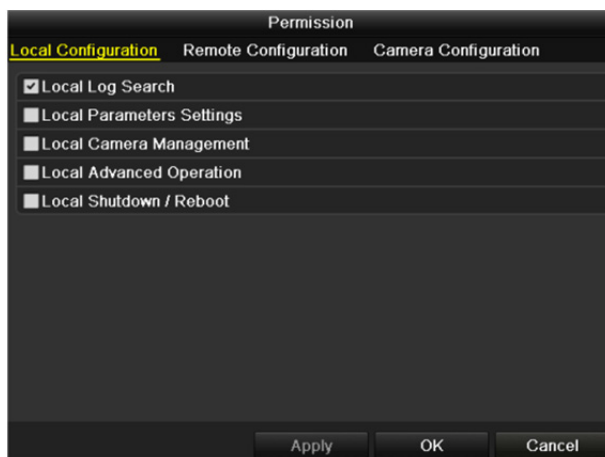 Permission
Local Configuration Remote Configuration Camera Configuration
Local Log Search
Local Parameters Settings
Local Camera Management
Local Advanced Operation
Local Shutdown / Reboot
Apply OK Cancel